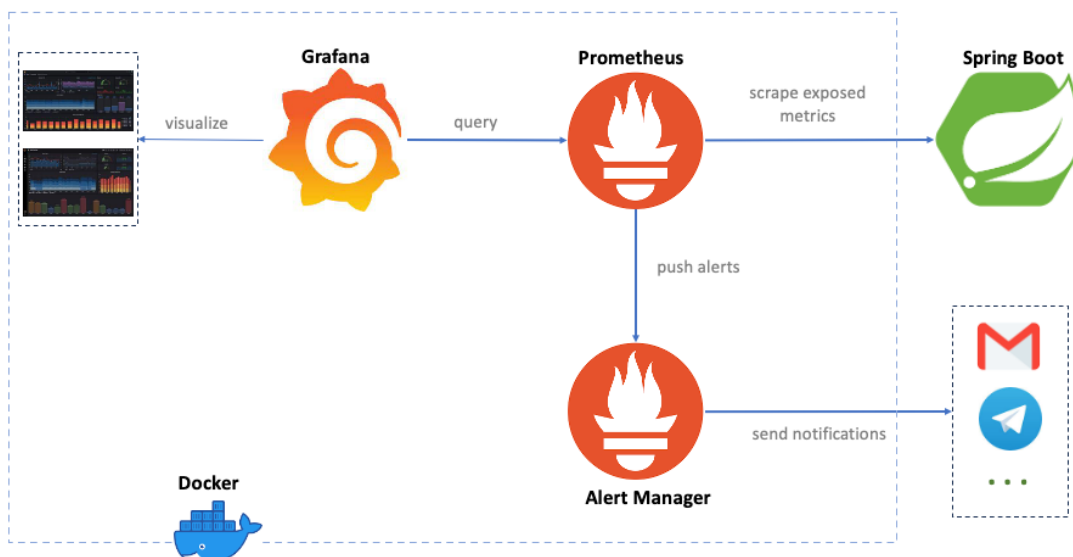 Grafana
Prometheus
Spring Boot
visualize
query
scrape exposed
metrics
push alerts
send notifications
Alert Manager
Docker